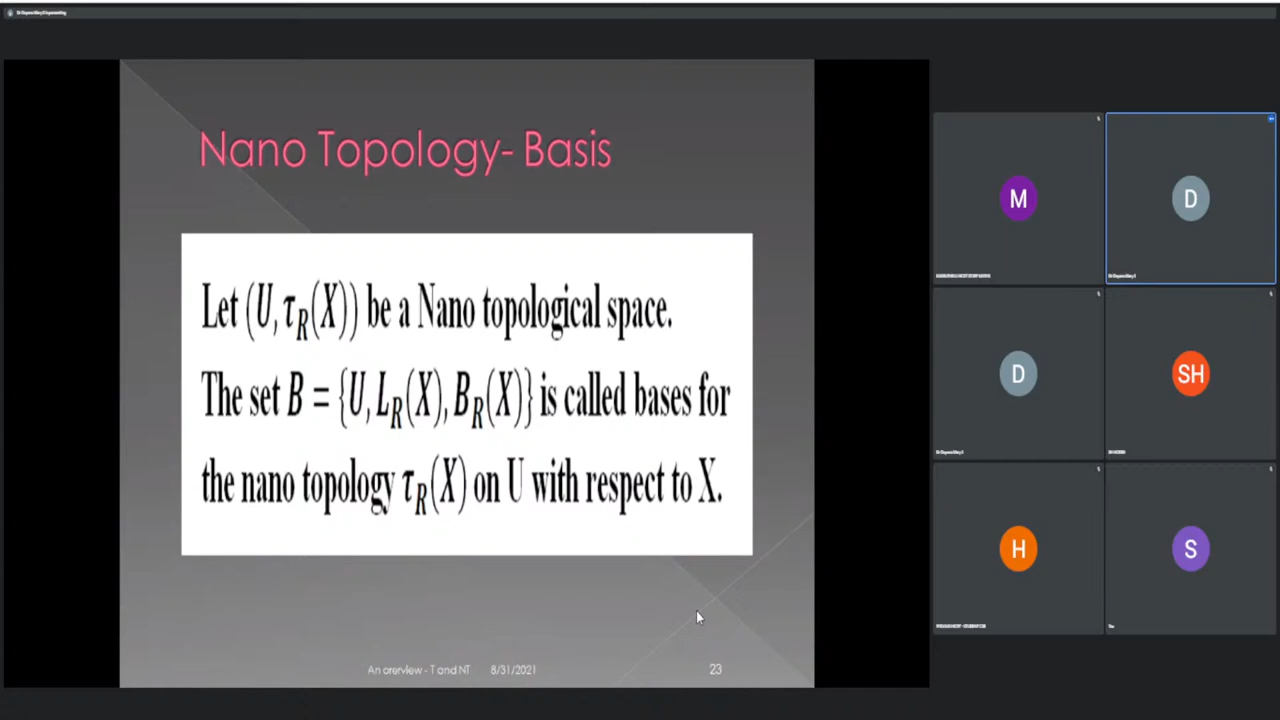 Nano Topology- Basis
Let (U, τ_R(X)) be a Nano topological space.
The set B = {U, L_R(X), B_R(X)} is called bases for
the nano topology τ_R(X) on U with respect to X.
An overview - T and NT 8/31/2021 23
M
D
D
SH
H
S
You